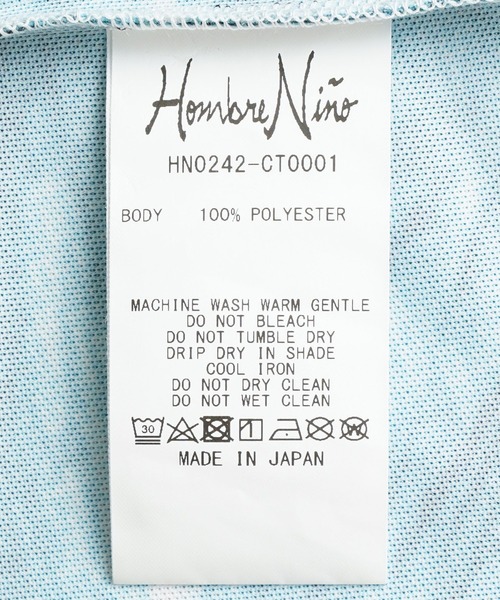 Hombre Niño
HN0242-CT0001
BODY 100% POLYESTER
MACHINE WASH WARM GENTLE
DO NOT BLEACH
DO NOT TUMBLE DRY
DRIP DRY IN SHADE
COOL IRON
DO NOT DRY CLEAN
DO NOT WET CLEAN
30 W
MADE IN JAPAN